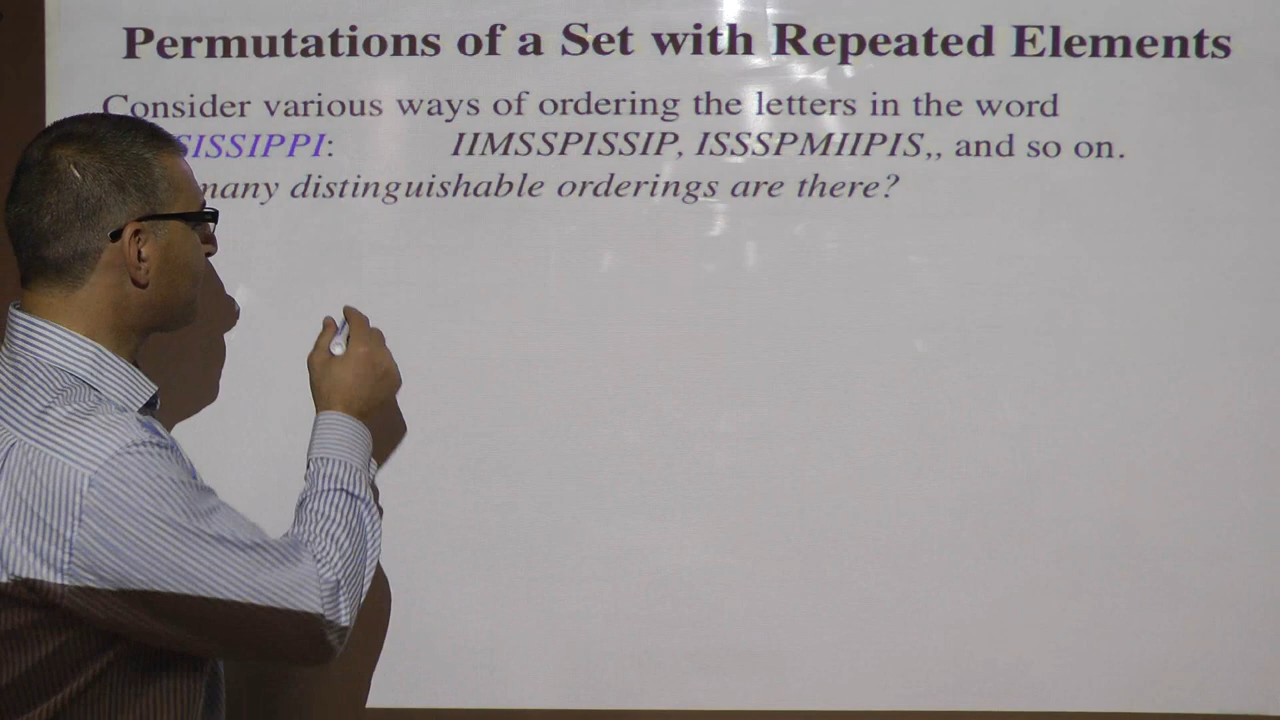 Permutations of a Set with Repeated Elements
Consider various ways of ordering the letters in the word
SISSIPPI: IIMSSPISSIP, ISSSPMIIPIS,, and so on.
many distinguishable orderings are there?